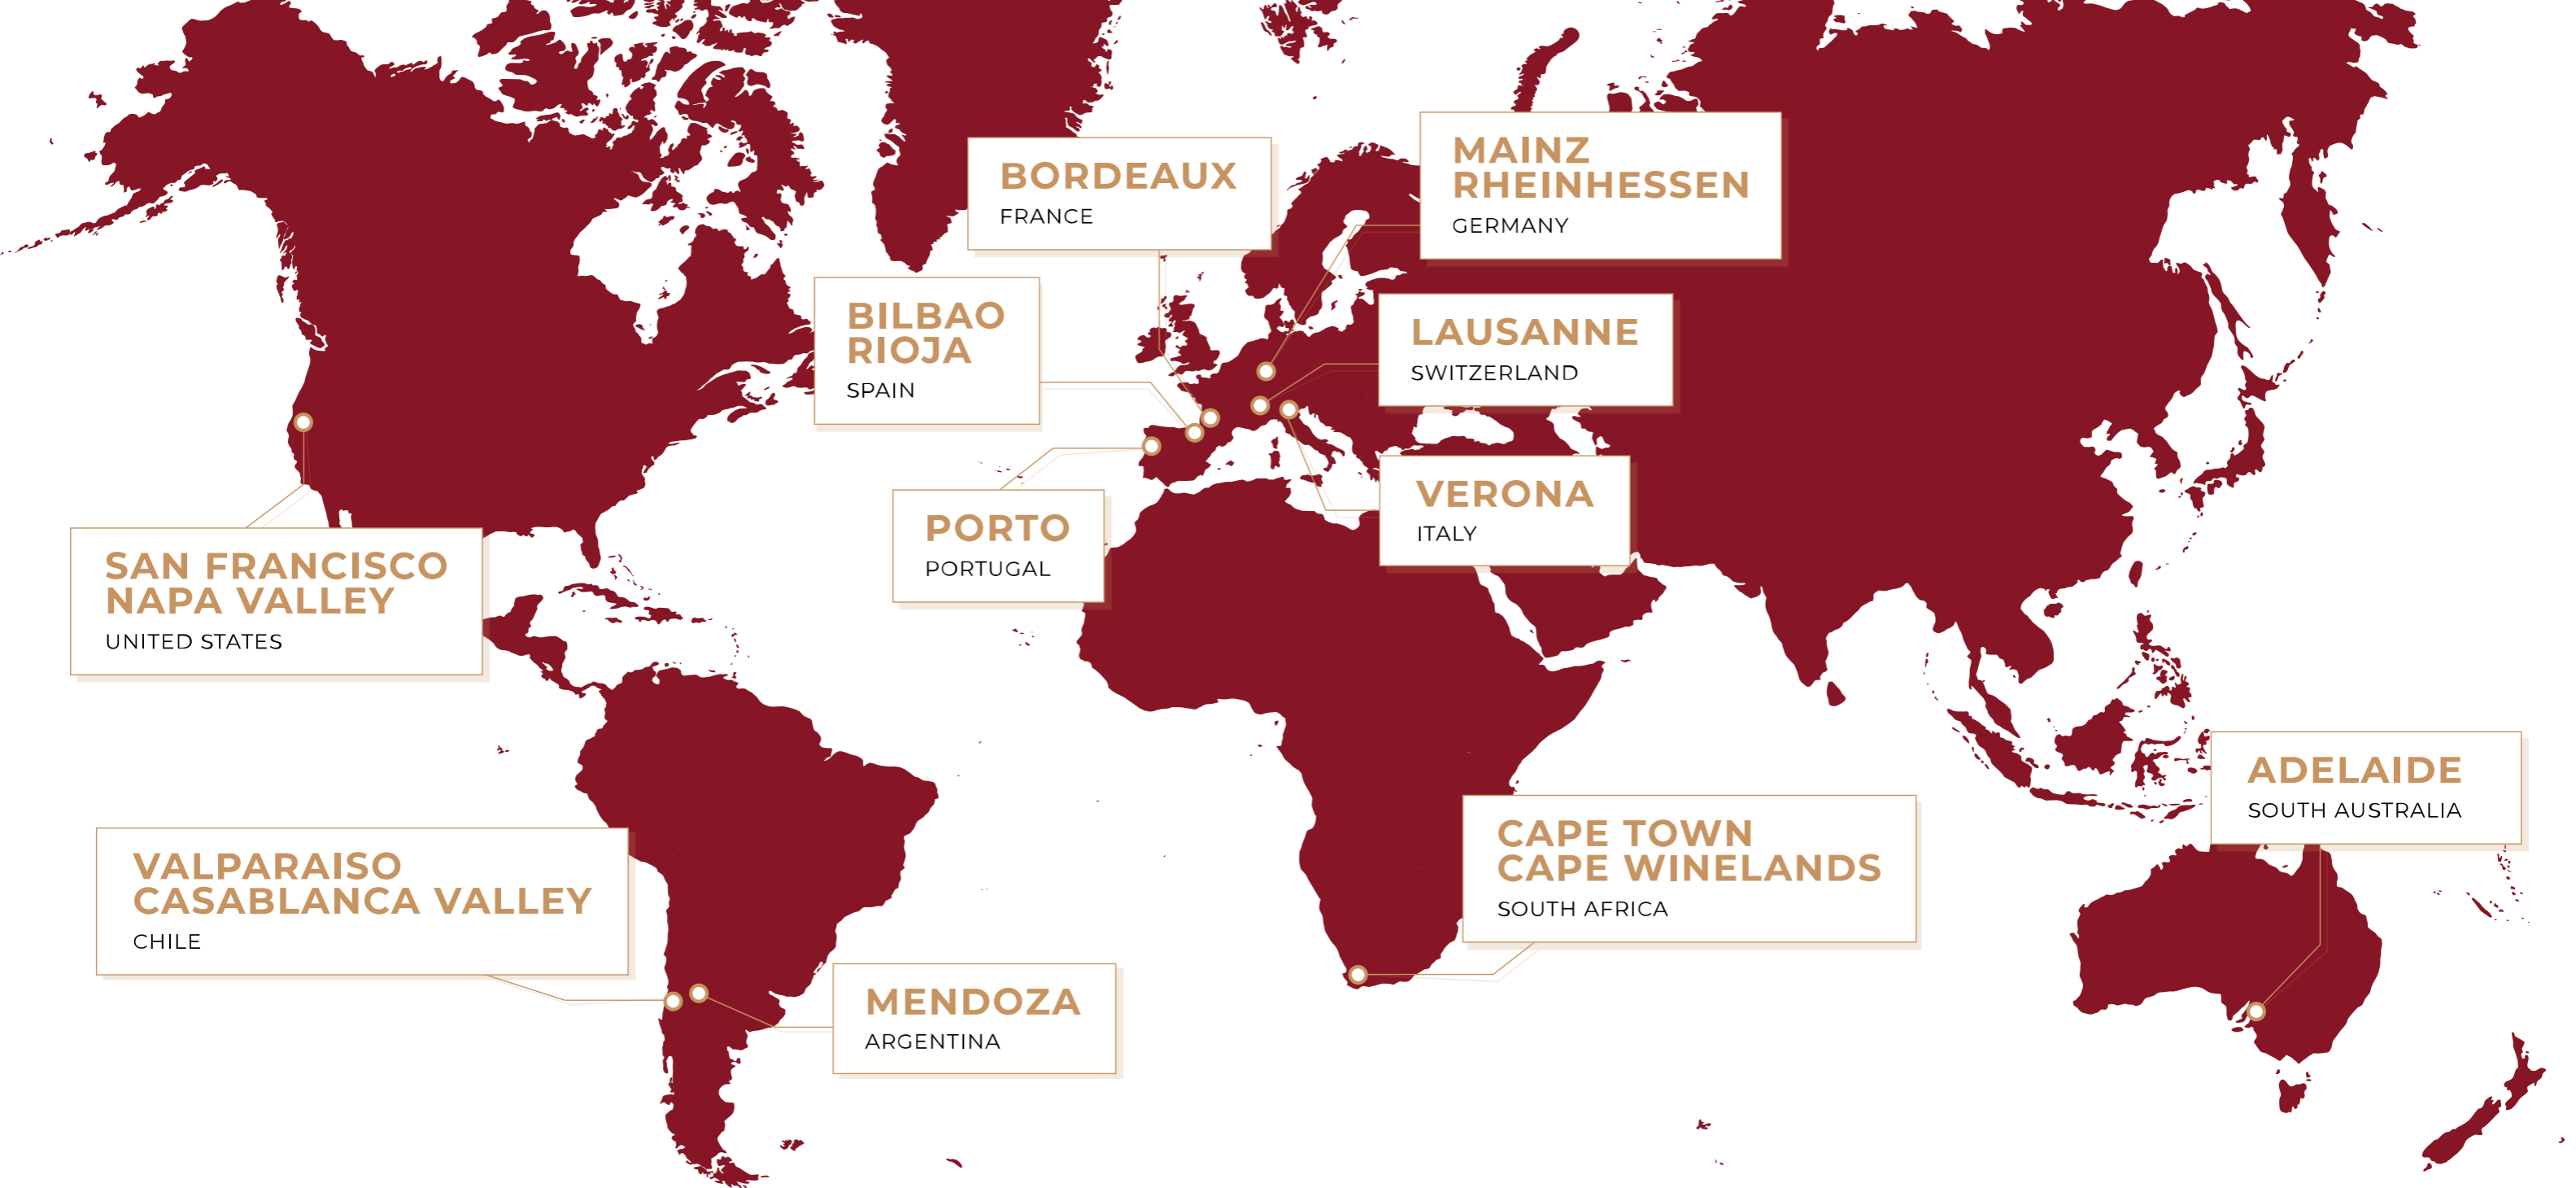 MAINZ
RHEINHESSEN
GERMANY
BORDEAUX
FRANCE
BILBAO
RIOJA
SPAIN
LAUSANNE
SWITZERLAND
VERONA
ITALY
PORTO
PORTUGAL
SAN FRANCISCO
NAPA VALLEY
UNITED STATES
ADELAIDE
SOUTH AUSTRALIA
CAPE TOWN
CAPE WINELANDS
SOUTH AFRICA
VALPARAISO
CASABLANCA VALLEY
CHILE
MENDOZA
ARGENTINA